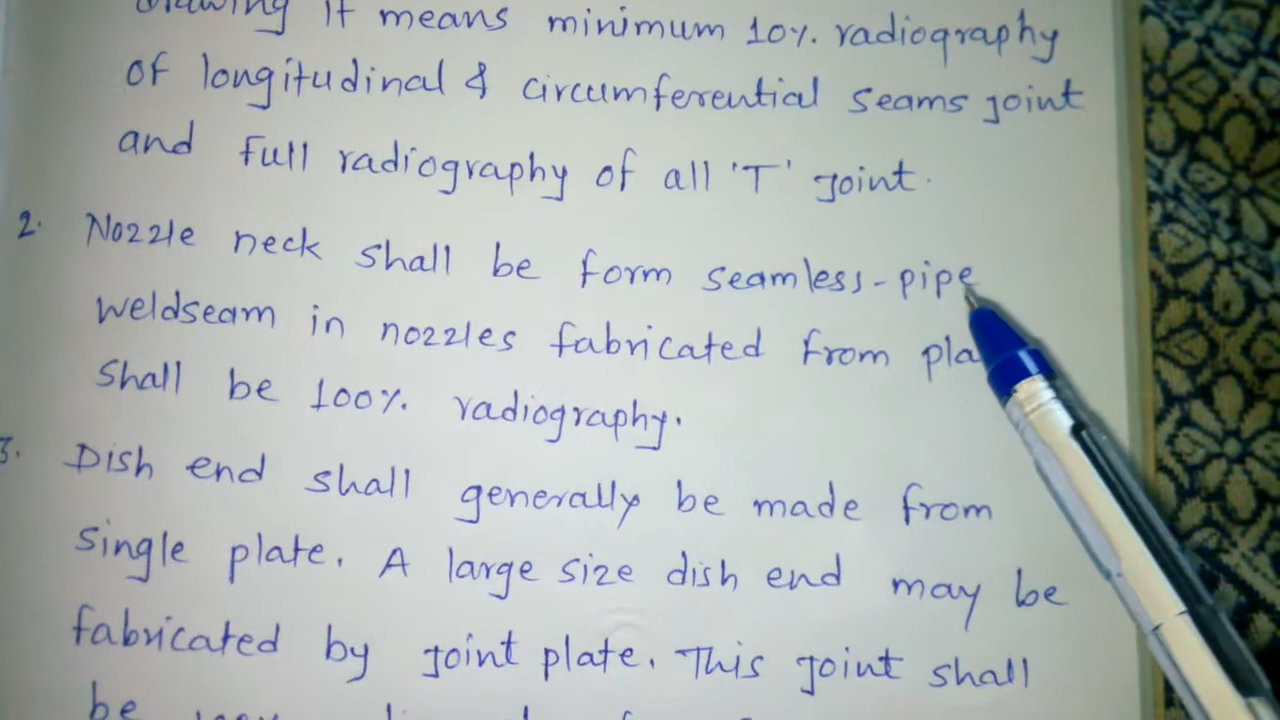 drawing it means minimum 10%. radiography
of longitudinal & circumferential seams joint
and full radiography of all 'T' joint.
2. Nozzle neck shall be form seamless-pipe
weldseam in nozzles fabricated from pla
shall be 100%. radiography.
3. Dish end shall generally be made from
single plate. A large size dish end may be
fabricated by joint plate. This joint shall
be